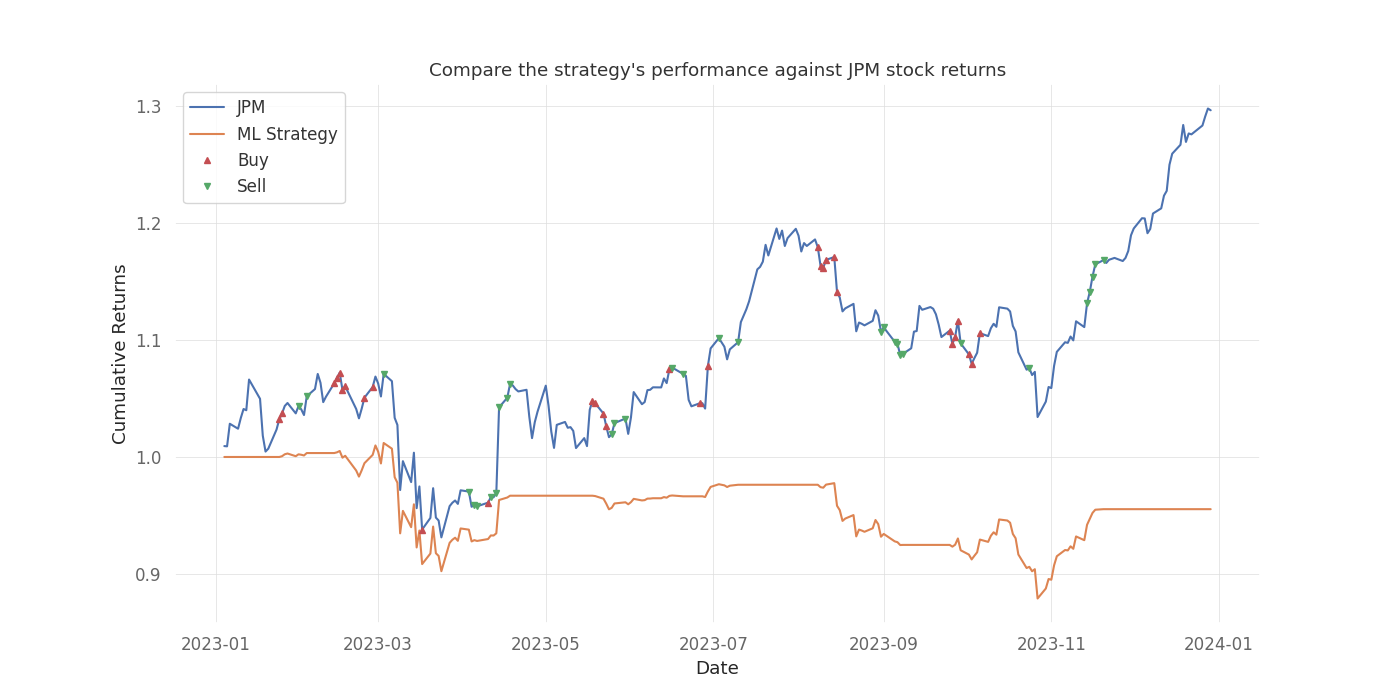 Compare the strategy's performance against JPM stock returns
JPM
ML Strategy
Buy
Sell
Cumulative Returns
1.3
1.2
1.1
1.0
0.9
2023-01 2023-03 2023-05 2023-07 2023-09 2023-11 2024-01
Date